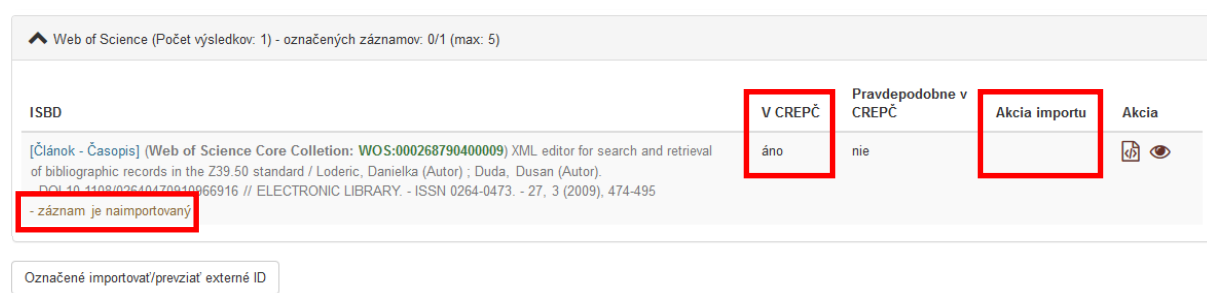 Web of Science (Počet výsledkov: 1) - označených záznamov: 0/1 (max: 5)
ISBD V CREPČ Pravdepodobne v CREPČ Akcia importu Akcia
[Článok - Časopis] (Web of Science Core Colletion: WOS:000268790400009) XML editor for search and retrieval áno nie
of bibliographic records in the Z39.50 standard / Loderic, Danielka (Autor) ; Duda, Dusan (Autor).
- DOI 10.1108/02640470910966916 // ELECTRONIC LIBRARY. - ISSN 0264-0473. - 27, 3 (2009), 474-495
- záznam je naimportovaný
Označené importovať/prevziať externé ID